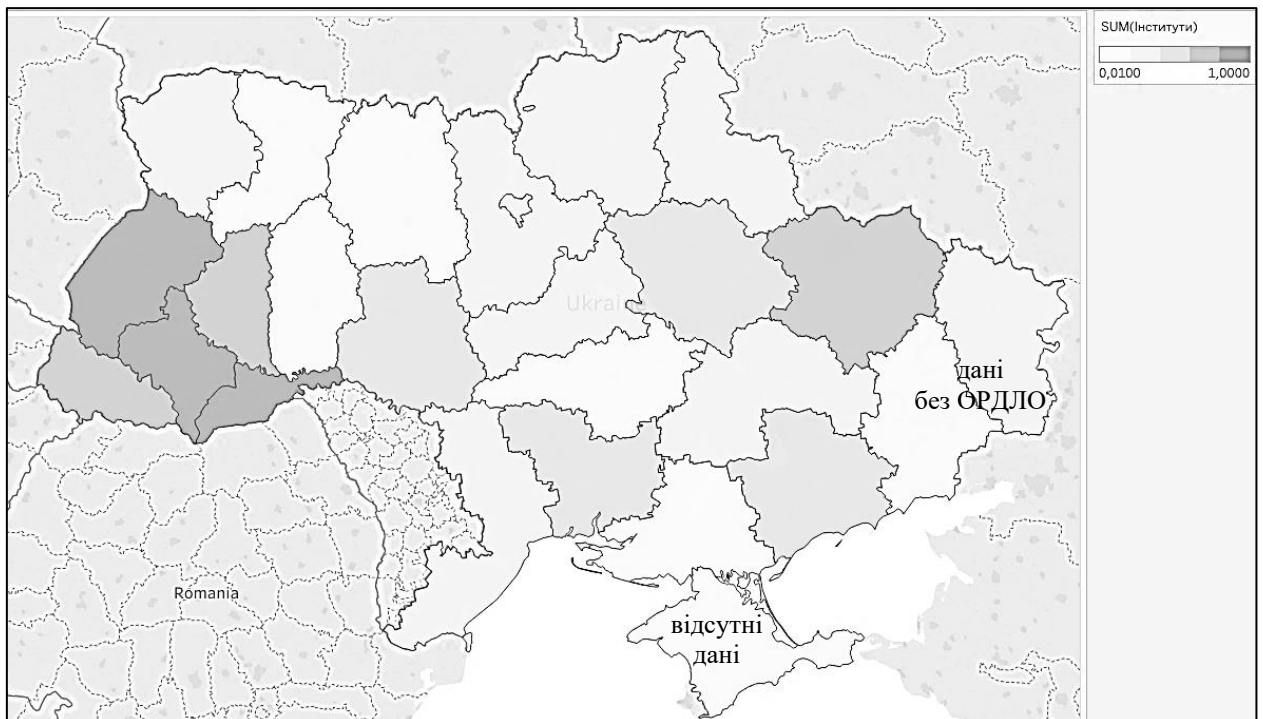 SUM(Інститути)
0,0100 1,0000
Ukraine
дані
без ОРДЛО
Romania
відсутні
дані